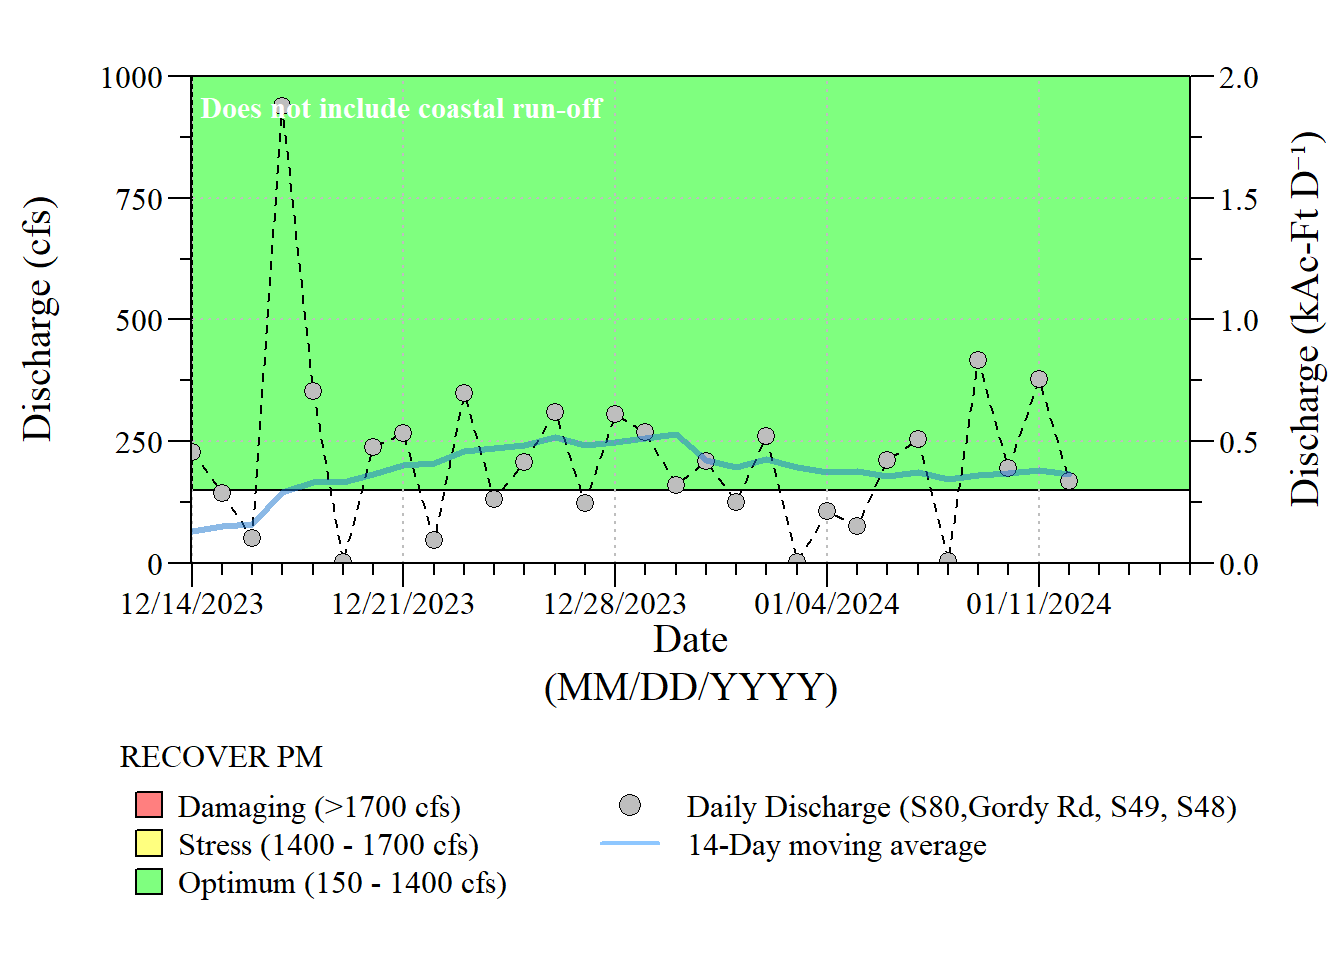 1000
750
500
250
0
Discharge (cfs)
Does not include coastal run-off
2.0
1.5
1.0
0.5
0.0
Discharge (kAc-Ft D⁻¹)
12/14/2023 12/21/2023 12/28/2023 01/04/2024 01/11/2024
Date
(MM/DD/YYYY)
RECOVER PM
Damaging (>1700 cfs)
Stress (1400 - 1700 cfs)
Optimum (150 - 1400 cfs)
Daily Discharge (S80,Gordy Rd, S49, S48)
14-Day moving average